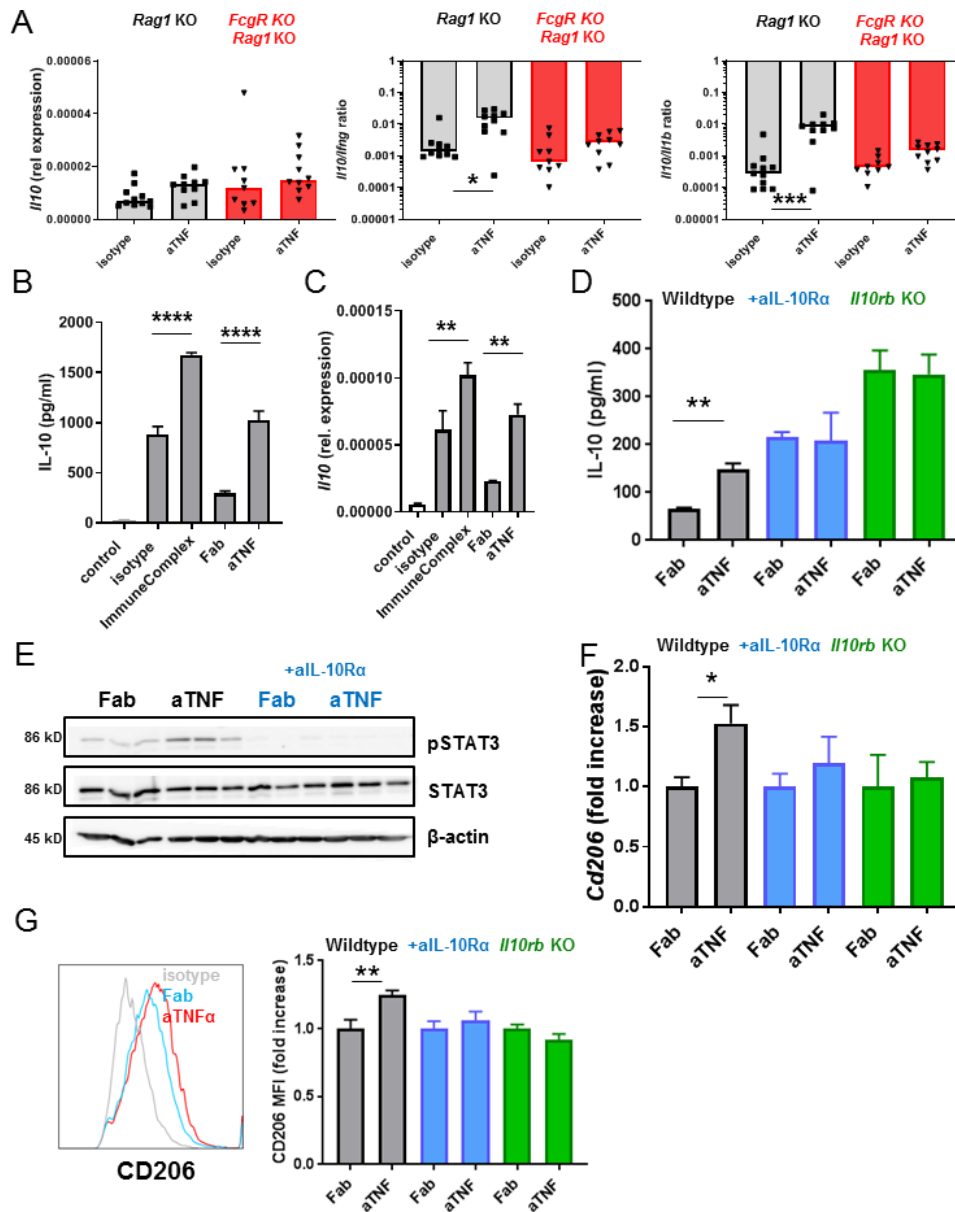 A
Rag1 KO
FcgR KO
Rag1 KO
Il10 (rel expression)
0.00006
0.00004
0.00002
0.00000
isotype
aTNF
isotype
aTNF
Rag1 KO
FcgR KO
Rag1 KO
Il10/Ifng ratio
1
0.1
0.01
0.001
0.0001
0.00001
*
isotype
aTNF
isotype
aTNF
Rag1 KO
FcgR KO
Rag1 KO
Il10/Il1b ratio
1
0.1
0.01
0.001
0.0001
0.00001
***
isotype
aTNF
isotype
aTNF
B
IL-10 (pg/ml)
2000
1500
1000
500
0
****
****
control
isotype
ImmuneComplex
Fab
aTNF
C
Il10 (rel. expression)
0.00015
0.00010
0.00005
0.00000
**
**
control
isotype
ImmuneComplex
Fab
aTNF
D
Wildtype +aIL-10Rα Il10rb KO
IL-10 (pg/ml)
500
400
300
200
100
0
**
Fab
aTNF
Fab
aTNF
Fab
aTNF
E
+aIL-10Rα
Fab aTNF Fab aTNF
86 kD pSTAT3
86 kD STAT3
45 kD β-actin
F
Wildtype +aIL-10Rα Il10rb KO
Cd206 (fold increase)
2.0
1.5
1.0
0.5
0.0
*
Fab
aTNF
Fab
aTNF
Fab
aTNF
G
isotype
Fab
aTNFα
CD206
Wildtype +aIL-10Rα Il10rb KO
CD206 MFI (fold increase)
1.5
1.0
0.5
0.0
**
Fab
aTNF
Fab
aTNF
Fab
aTNF